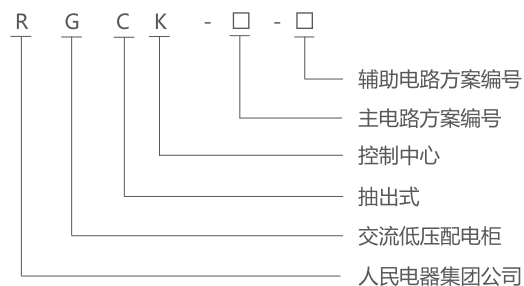 R G C K - □ - □
辅助电路方案编号
主电路方案编号
控制中心
抽出式
交流低压配电柜
人民电器集团公司